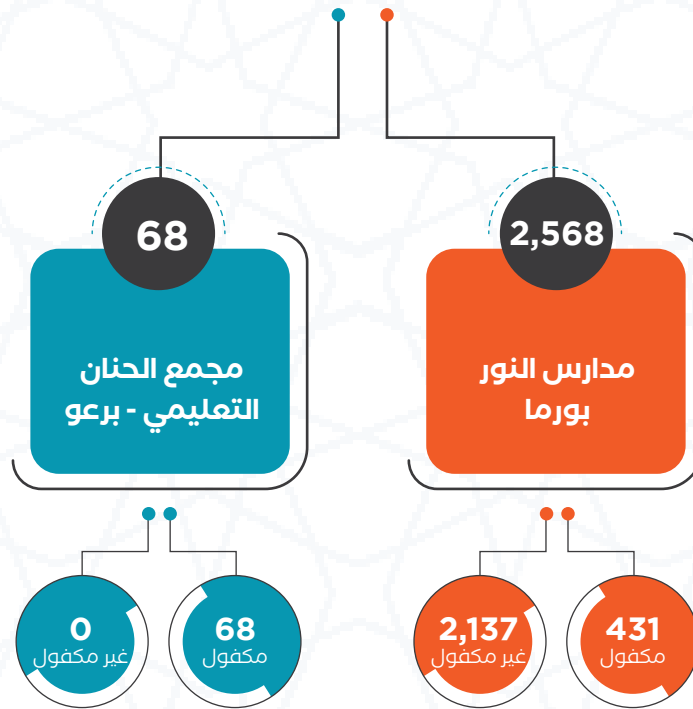 2,568
مدارس النور
بورما
431
مكفول
2,137
غير مكفول
68
مجمع الحنان
التعليمي - برعو
68
مكفول
0
غير مكفول